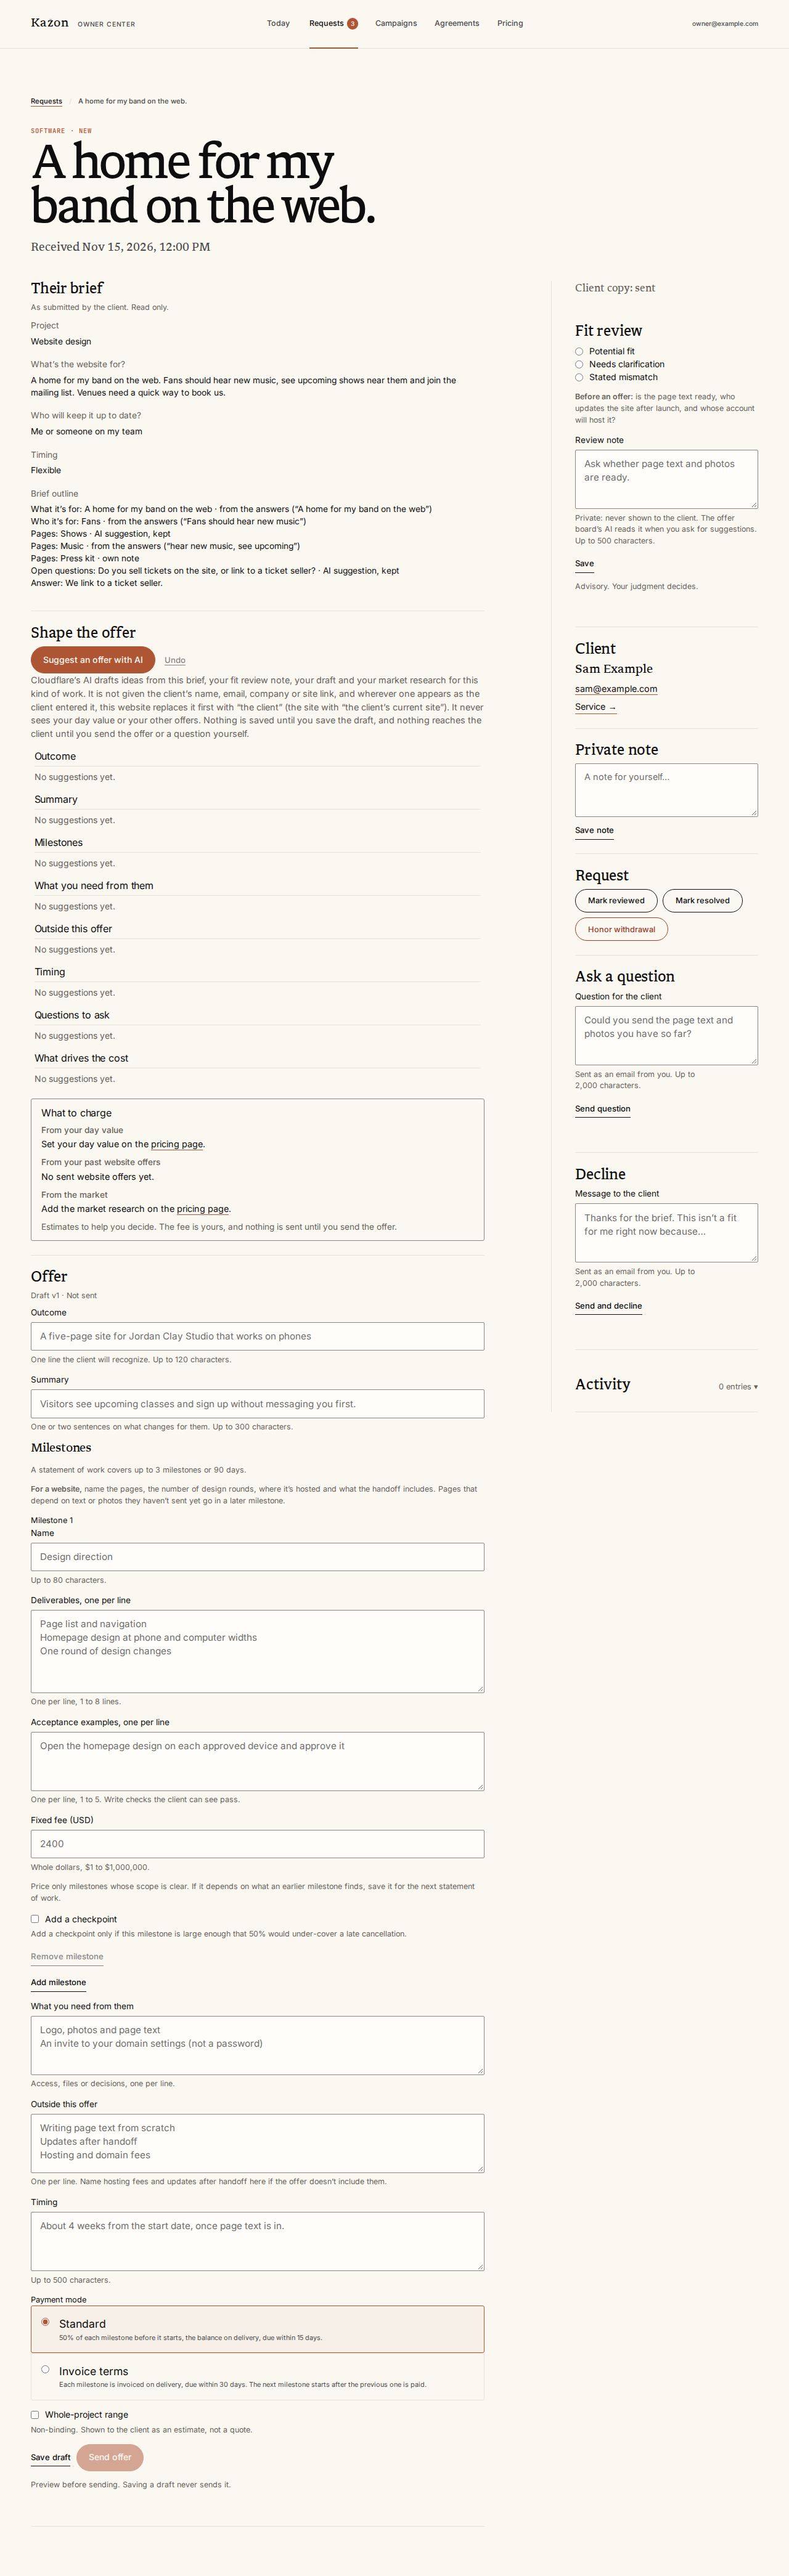 Kazon OWNER CENTER
Today
Requests 3
Campaigns
Agreements
Pricing
owner@example.com
Requests / A home for my band on the web.
SOFTWARE · NEW
A home for my
band on the web.
Received Nov 15, 2026, 12:00 PM
Their brief
As submitted by the client. Read only.
Project
Website design
What's the website for?
A home for my band on the web. Fans should hear new music, see upcoming shows near them and join the
mailing list. Venues need a quick way to book us.
Who will keep it up to date?
Me or someone on my team
Timing
Flexible
Brief outline
What it's for: A home for my band on the web · from the answers (“A home for my band on the web”)
Who it's for: Fans · from the answers (“Fans should hear new music”)
Pages: Shows · AI suggestion, kept
Pages: Music · from the answers (“hear new music, see upcoming”)
Pages: Press kit · own note
Open questions: Do you sell tickets on the site, or link to a ticket seller? · AI suggestion, kept
Answer: We link to a ticket seller.
Shape the offer
Suggest an offer with AI
Undo
Cloudflare's AI drafts ideas from this brief, your fit review note, your draft and your market research for this
kind of work. It is not given the client's name, email, company or site link, and wherever one appears as the
client entered it, this website replaces it first with “the client” (the site with “the client's current site”). It never
sees your day value or your other offers. Nothing is saved until you save the draft, and nothing reaches the
client until you send the offer or a question yourself.
Outcome
No suggestions yet.
Summary
No suggestions yet.
Milestones
No suggestions yet.
What you need from them
No suggestions yet.
Outside this offer
No suggestions yet.
Timing
No suggestions yet.
Questions to ask
No suggestions yet.
What drives the cost
No suggestions yet.
What to charge
From your day value
Set your day value on the pricing page.
From your past website offers
No sent website offers yet.
From the market
Add the market research on the pricing page.
Estimates to help you decide. The fee is yours, and nothing is sent until you send the offer.
Offer
Draft v1 · Not sent
Outcome
A five-page site for Jordan Clay Studio that works on phones
One line the client will recognize. Up to 120 characters.
Summary
Visitors see upcoming classes and sign up without messaging you first.
One or two sentences on what changes for them. Up to 300 characters.
Milestones
A statement of work covers up to 3 milestones or 90 days.
For a website, name the pages, the number of design rounds, where it's hosted and what the handoff includes. Pages that
depend on text or photos they haven't sent yet go in a later milestone.
Milestone 1
Name
Design direction
Up to 80 characters.
Deliverables, one per line
Page list and navigation
Homepage design at phone and computer widths
One round of design changes
One per line, 1 to 8 lines.
Acceptance examples, one per line
Open the homepage design on each approved device and approve it
One per line, 1 to 5. Write checks the client can see pass.
Fixed fee (USD)
2400
Whole dollars, $1 to $1,000,000.
Price only milestones whose scope is clear. If it depends on what an earlier milestone finds, save it for the next statement
of work.
Add a checkpoint
Add a checkpoint only if this milestone is large enough that 50% would under-cover a late cancellation.
Remove milestone
Add milestone
What you need from them
Logo, photos and page text
An invite to your domain settings (not a password)
Access, files or decisions, one per line.
Outside this offer
Writing page text from scratch
Updates after handoff
Hosting and domain fees
One per line. Name hosting fees and updates after handoff here if the offer doesn't include them.
Timing
About 4 weeks from the start date, once page text is in.
Up to 500 characters.
Payment mode
Standard
50% of each milestone before it starts, the balance on delivery, due within 15 days.
Invoice terms
Each milestone is invoiced on delivery, due within 30 days. The next milestone starts after the previous one is paid.
Whole-project range
Non-binding. Shown to the client as an estimate, not a quote.
Save draft
Send offer
Preview before sending. Saving a draft never sends it.
Client copy: sent
Fit review
Potential fit
Needs clarification
Stated mismatch
Before an offer: is the page text ready, who
updates the site after launch, and whose account
will host it?
Review note
Ask whether page text and photos
are ready.
Private: never shown to the client. The offer
board's AI reads it when you ask for suggestions.
Up to 500 characters.
Save
Advisory. Your judgment decides.
Client
Sam Example
sam@example.com
Service →
Private note
A note for yourself…
Save note
Request
Mark reviewed
Mark resolved
Honor withdrawal
Ask a question
Question for the client
Could you send the page text and
photos you have so far?
Sent as an email from you. Up to
2,000 characters.
Send question
Decline
Message to the client
Thanks for the brief. This isn't a fit
for me right now because…
Sent as an email from you. Up to
2,000 characters.
Send and decline
Activity
0 entries ▾